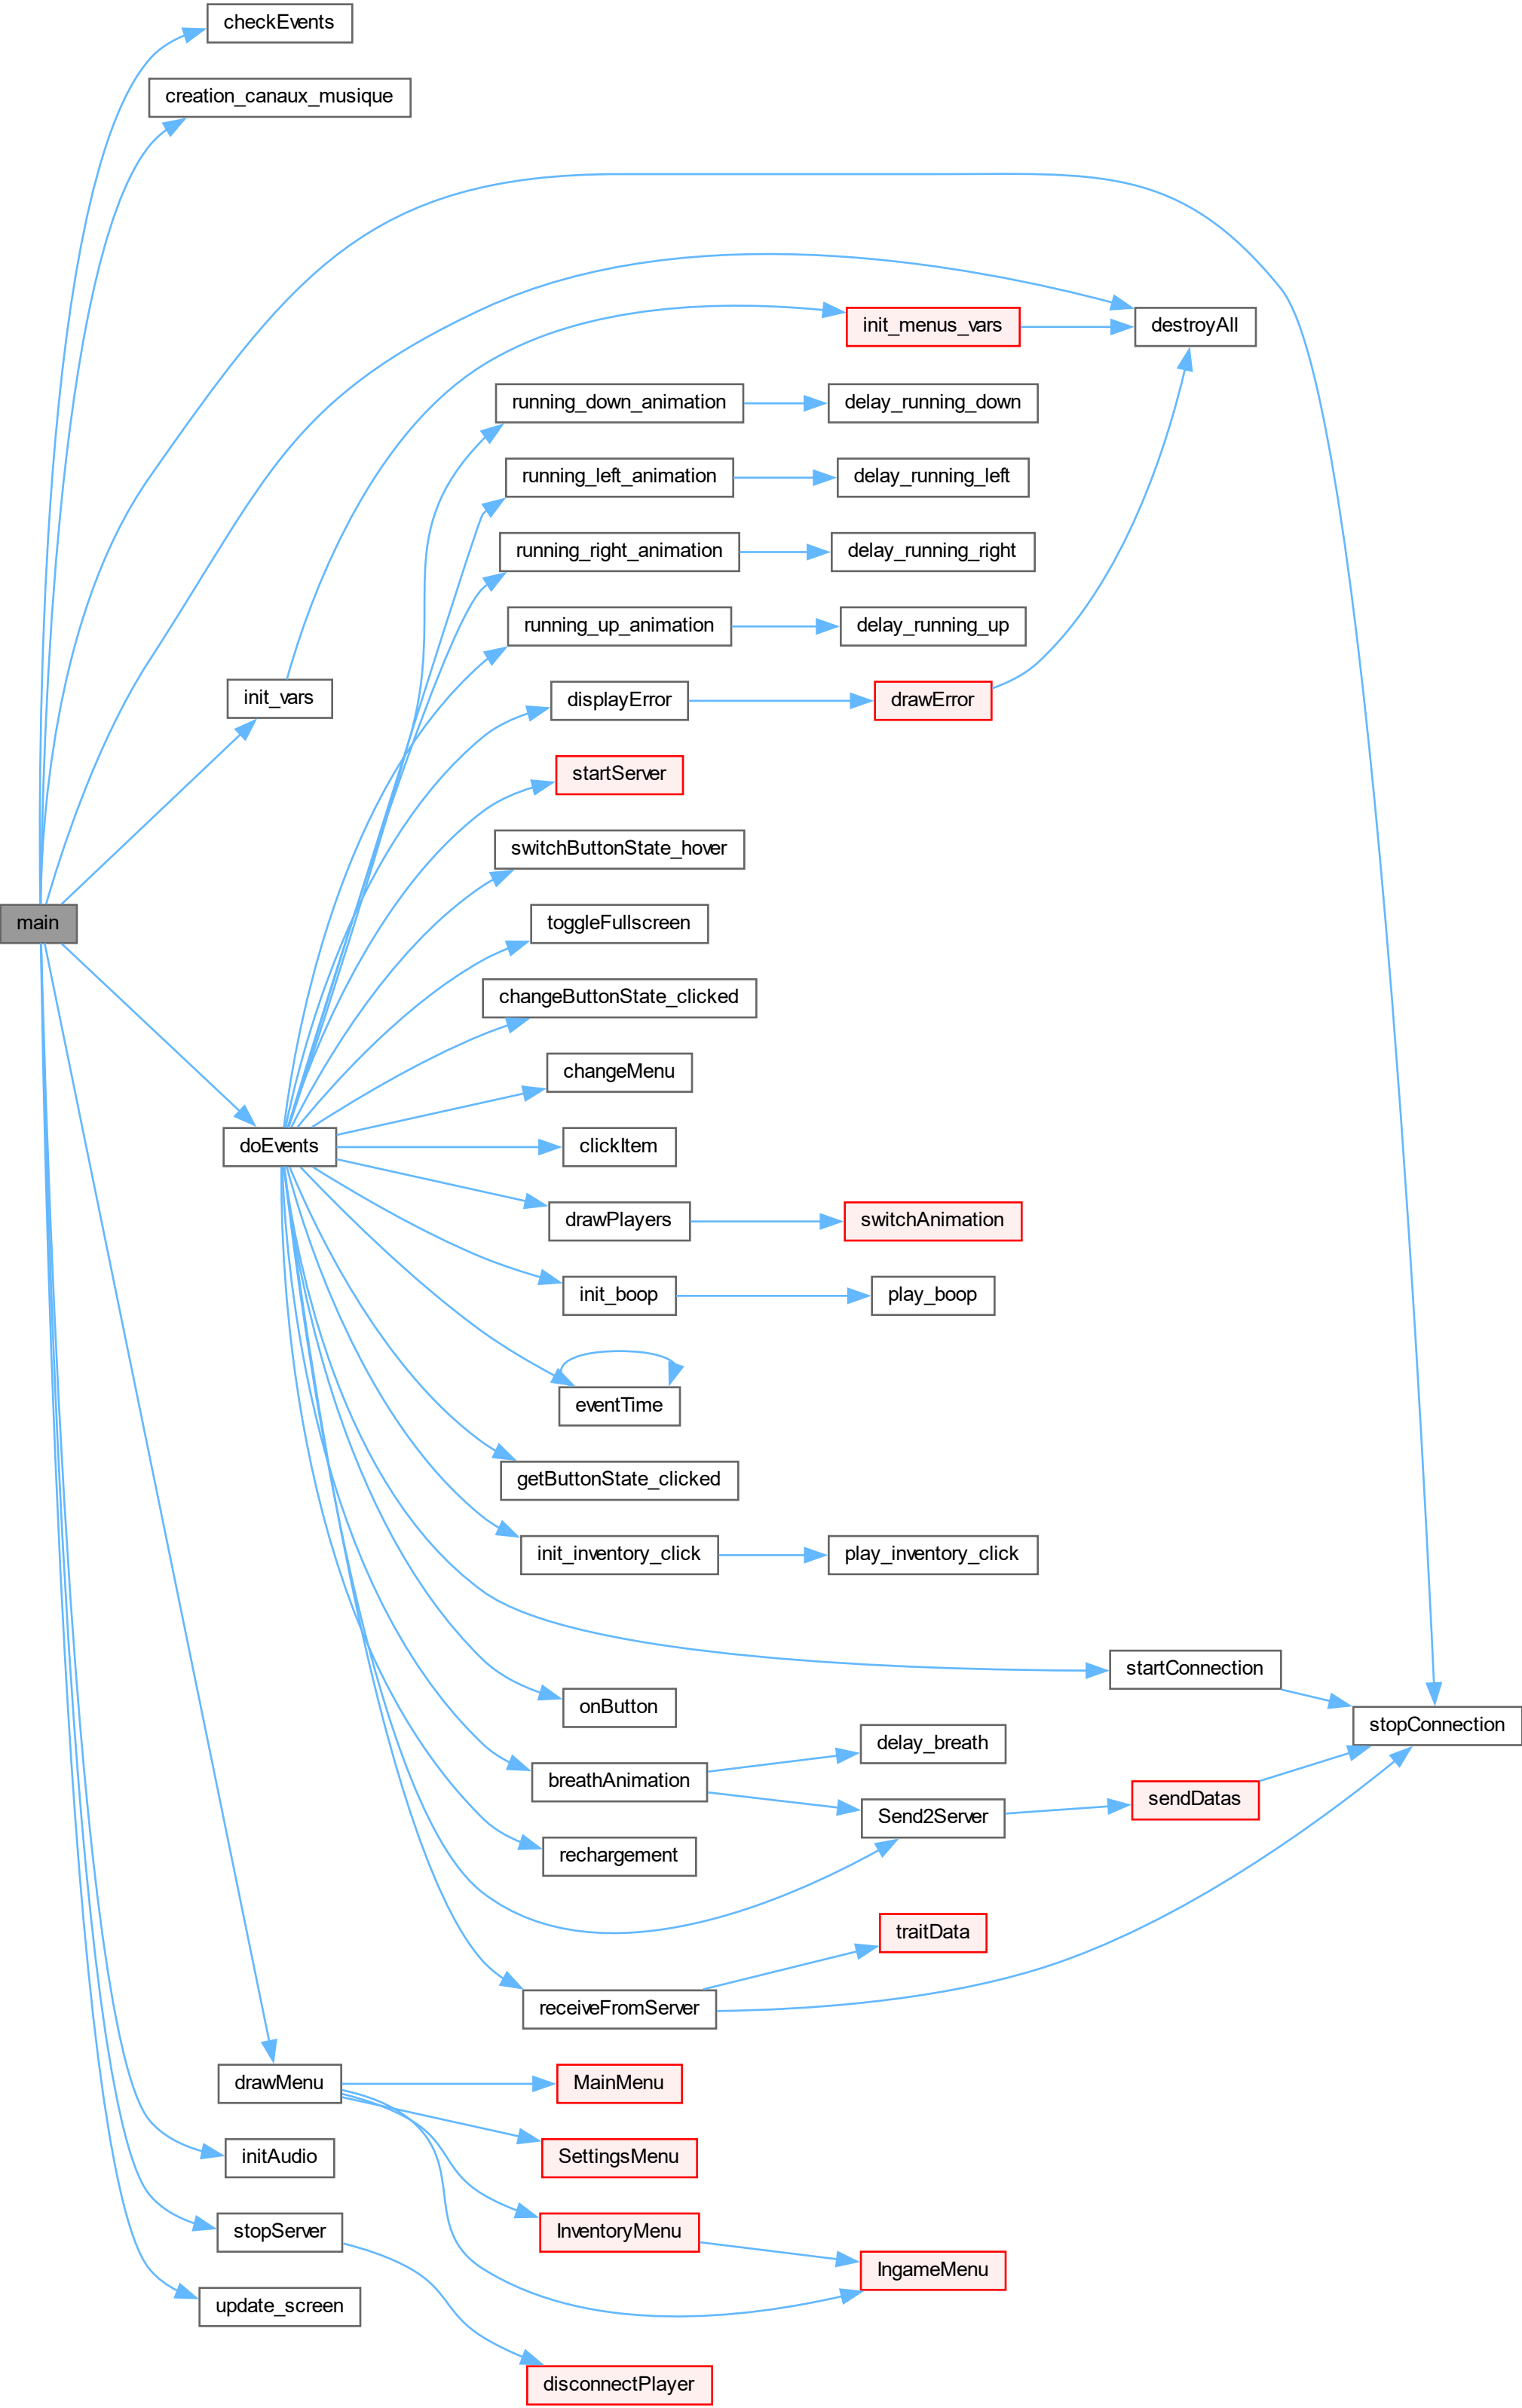 checkEvents
creation_canaux_musique
init_menus_vars
destroyAll
running_down_animation
delay_running_down
running_left_animation
delay_running_left
running_right_animation
delay_running_right
running_up_animation
delay_running_up
init_vars
displayError
drawError
startServer
switchButtonState_hover
main
toggleFullscreen
changeButtonState_clicked
changeMenu
doEvents
clickItem
drawPlayers
switchAnimation
init_boop
play_boop
eventTime
getButtonState_clicked
init_inventory_click
play_inventory_click
startConnection
onButton
stopConnection
delay_breath
breathAnimation
sendDatas
Send2Server
rechargement
traitData
receiveFromServer
drawMenu
MainMenu
initAudio
SettingsMenu
stopServer
InventoryMenu
IngameMenu
update_screen
disconnectPlayer